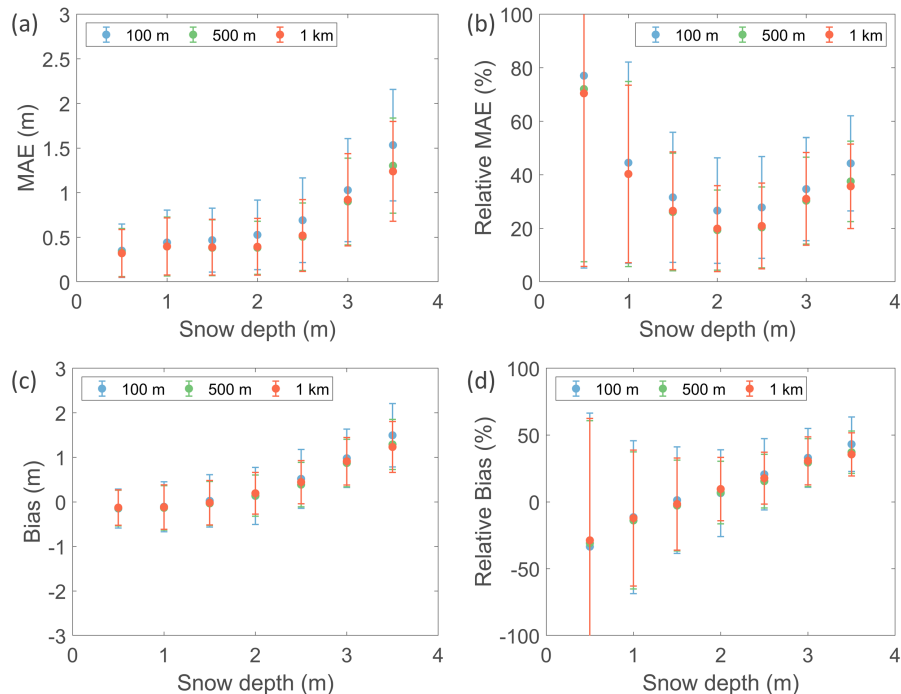 (a)
3
2.5
2
1.5
1
0.5
0
MAE (m)
100 m 500 m 1 km
0 1 2 3 4
Snow depth (m)
(b)
100
80
60
40
20
0
Relative MAE (%)
100 m 500 m 1 km
0 1 2 3 4
Snow depth (m)
(c)
3
2
1
0
-1
-2
-3
Bias (m)
100 m 500 m 1 km
0 1 2 3 4
Snow depth (m)
(d)
100
50
0
-50
-100
Relative Bias (%)
100 m 500 m 1 km
0 1 2 3 4
Snow depth (m)